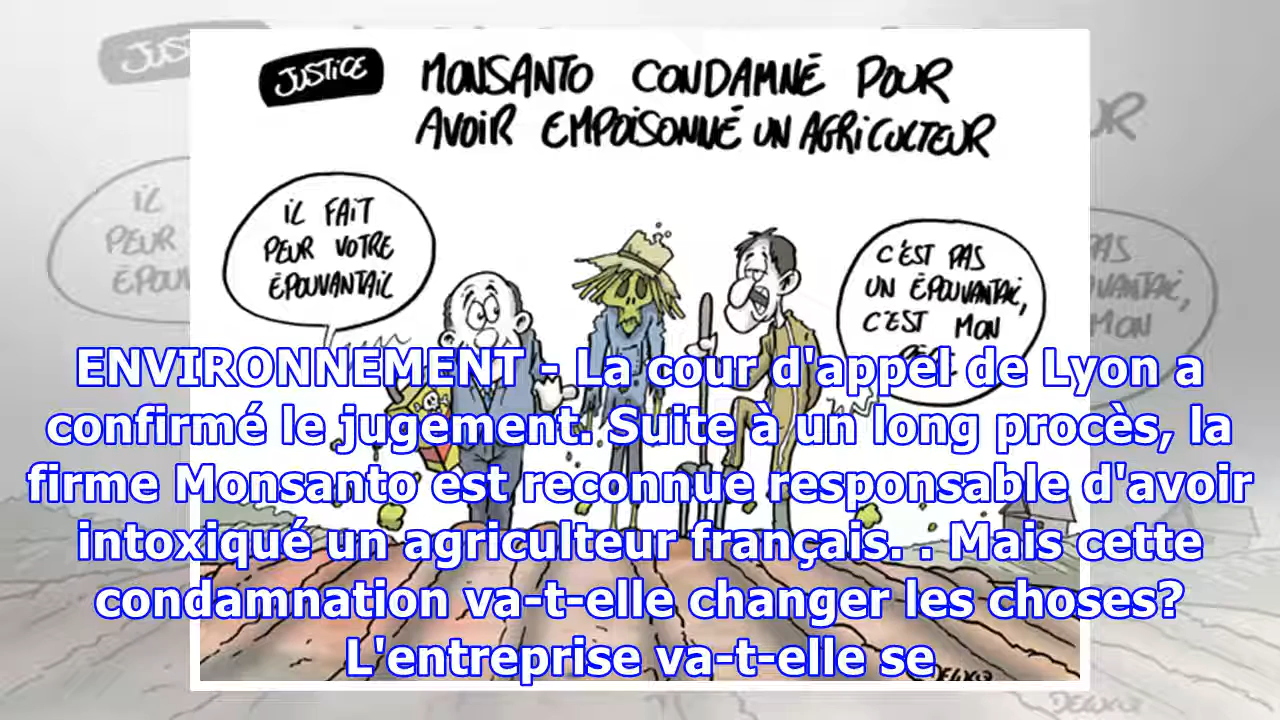 JUSTICE
MONSANTO CONDAMNÉ POUR
AVOIR EMPOISONNÉ UN AGRICULTEUR
IL FAIT
PEUR VOTRE
ÉPOUVANTAIL
C'EST PAS
UN ÉPOUVANTAIL,
C'EST MON
ENVIRONNEMENT - La cour d'appel de Lyon a
confirmé le jugement. Suite à un long procès, la
firme Monsanto est reconnue responsable d'avoir
intoxiqué un agriculteur français. . Mais cette
condamnation va-t-elle changer les choses?
L'entreprise va-t-elle se